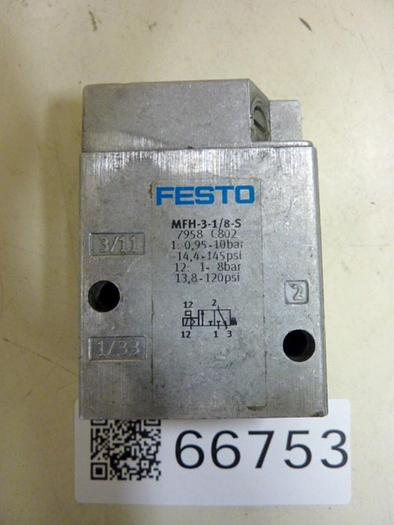 FESTO
MFH-3-1/8-S
7958 C802
1: 0,95-10bar
-14,4-145psi
12: 1- 8bar
13,8-120psi
3/11
2
12 2
12 1 3
1/33
66753